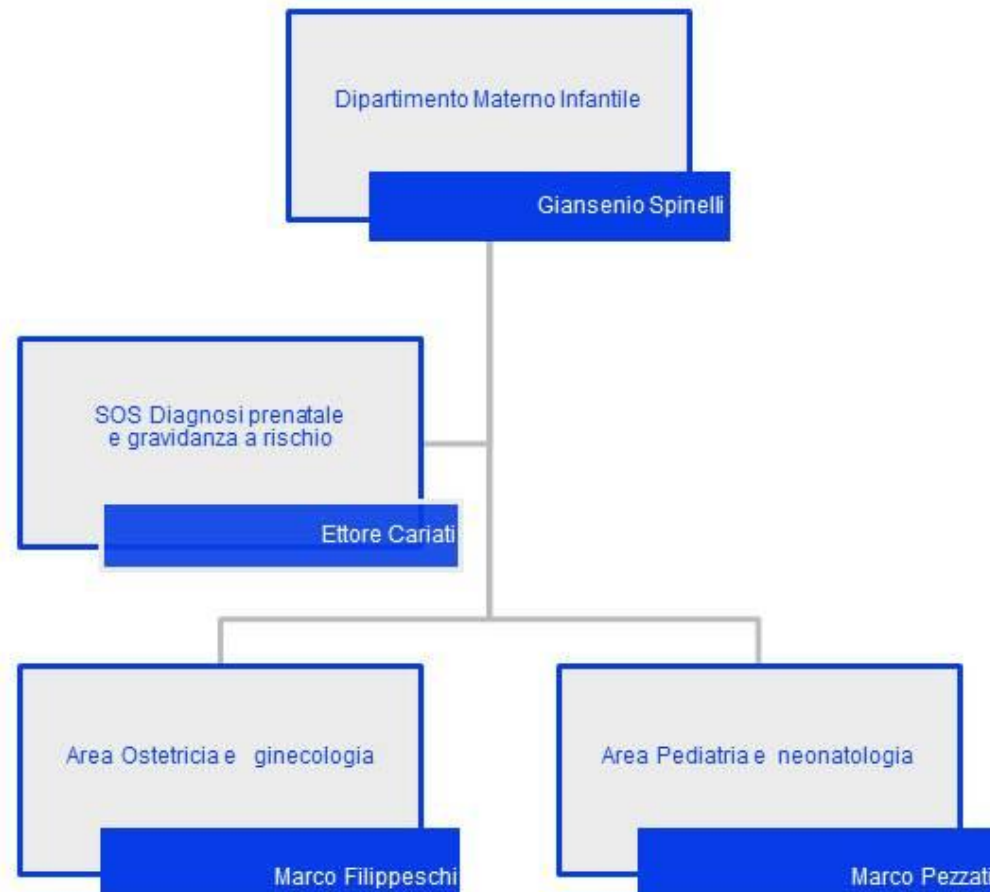 Dipartimento Materno Infantile
Giansenio Spinelli
SOS Diagnosi prenatale
e gravidanza a rischio
Ettore Cariati
Area Ostetricia e ginecologia
Marco Filippeschi
Area Pediatria e neonatologia
Marco Pezzati